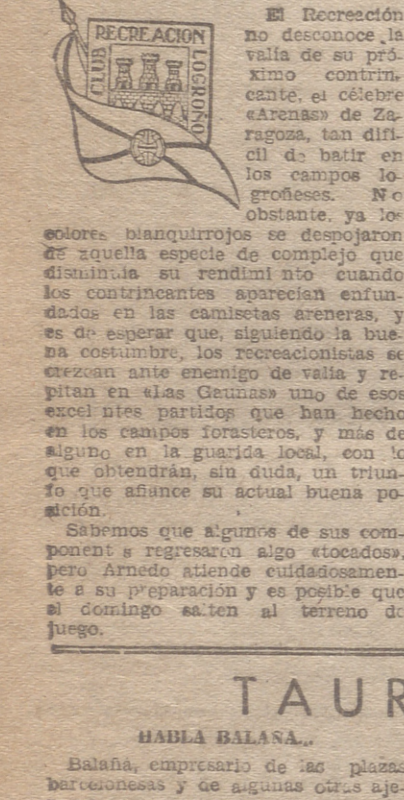 RECREACION
CLUB
LOGROÑO
El Recreación
no desconoce la
valía de su pró-
ximo contrin-
cante, el célebre
«Arenas» de Za-
ragoza, tan difí-
cil de batir en
los campos lo-
groñeses. No
obstante, ya los
colores blanquirrojos se despojaron
de aquella especie de complejo que
disminuía su rendimi nto cuando
los contrincantes aparecían enfun-
dados en las camisetas areneras, y
es de esperar que, siguiendo la bue-
na costumbre, los recreacionistas se
crezcan ante enemigo de valía y re-
pitan en «Las Gaunas» uno de esos
excel ntes partidos que han hecho
en los campos forasteros, y más de
alguno en la guarida local, con lo
que obtendrán, sin duda, un triun-
fo que afiance su actual buena po-
sición.
Sabemos que algunos de sus com-
ponent s regresaron algo «tocados»,
pero Arnedo atiende cuidadosamen-
te a su preparación y es posible que
el domingo salten al terreno de
juego.
TAUR
HABLA BALAÑA...
Balañá, empresario de las plazas
barcelonesas y de algunas otras aje-